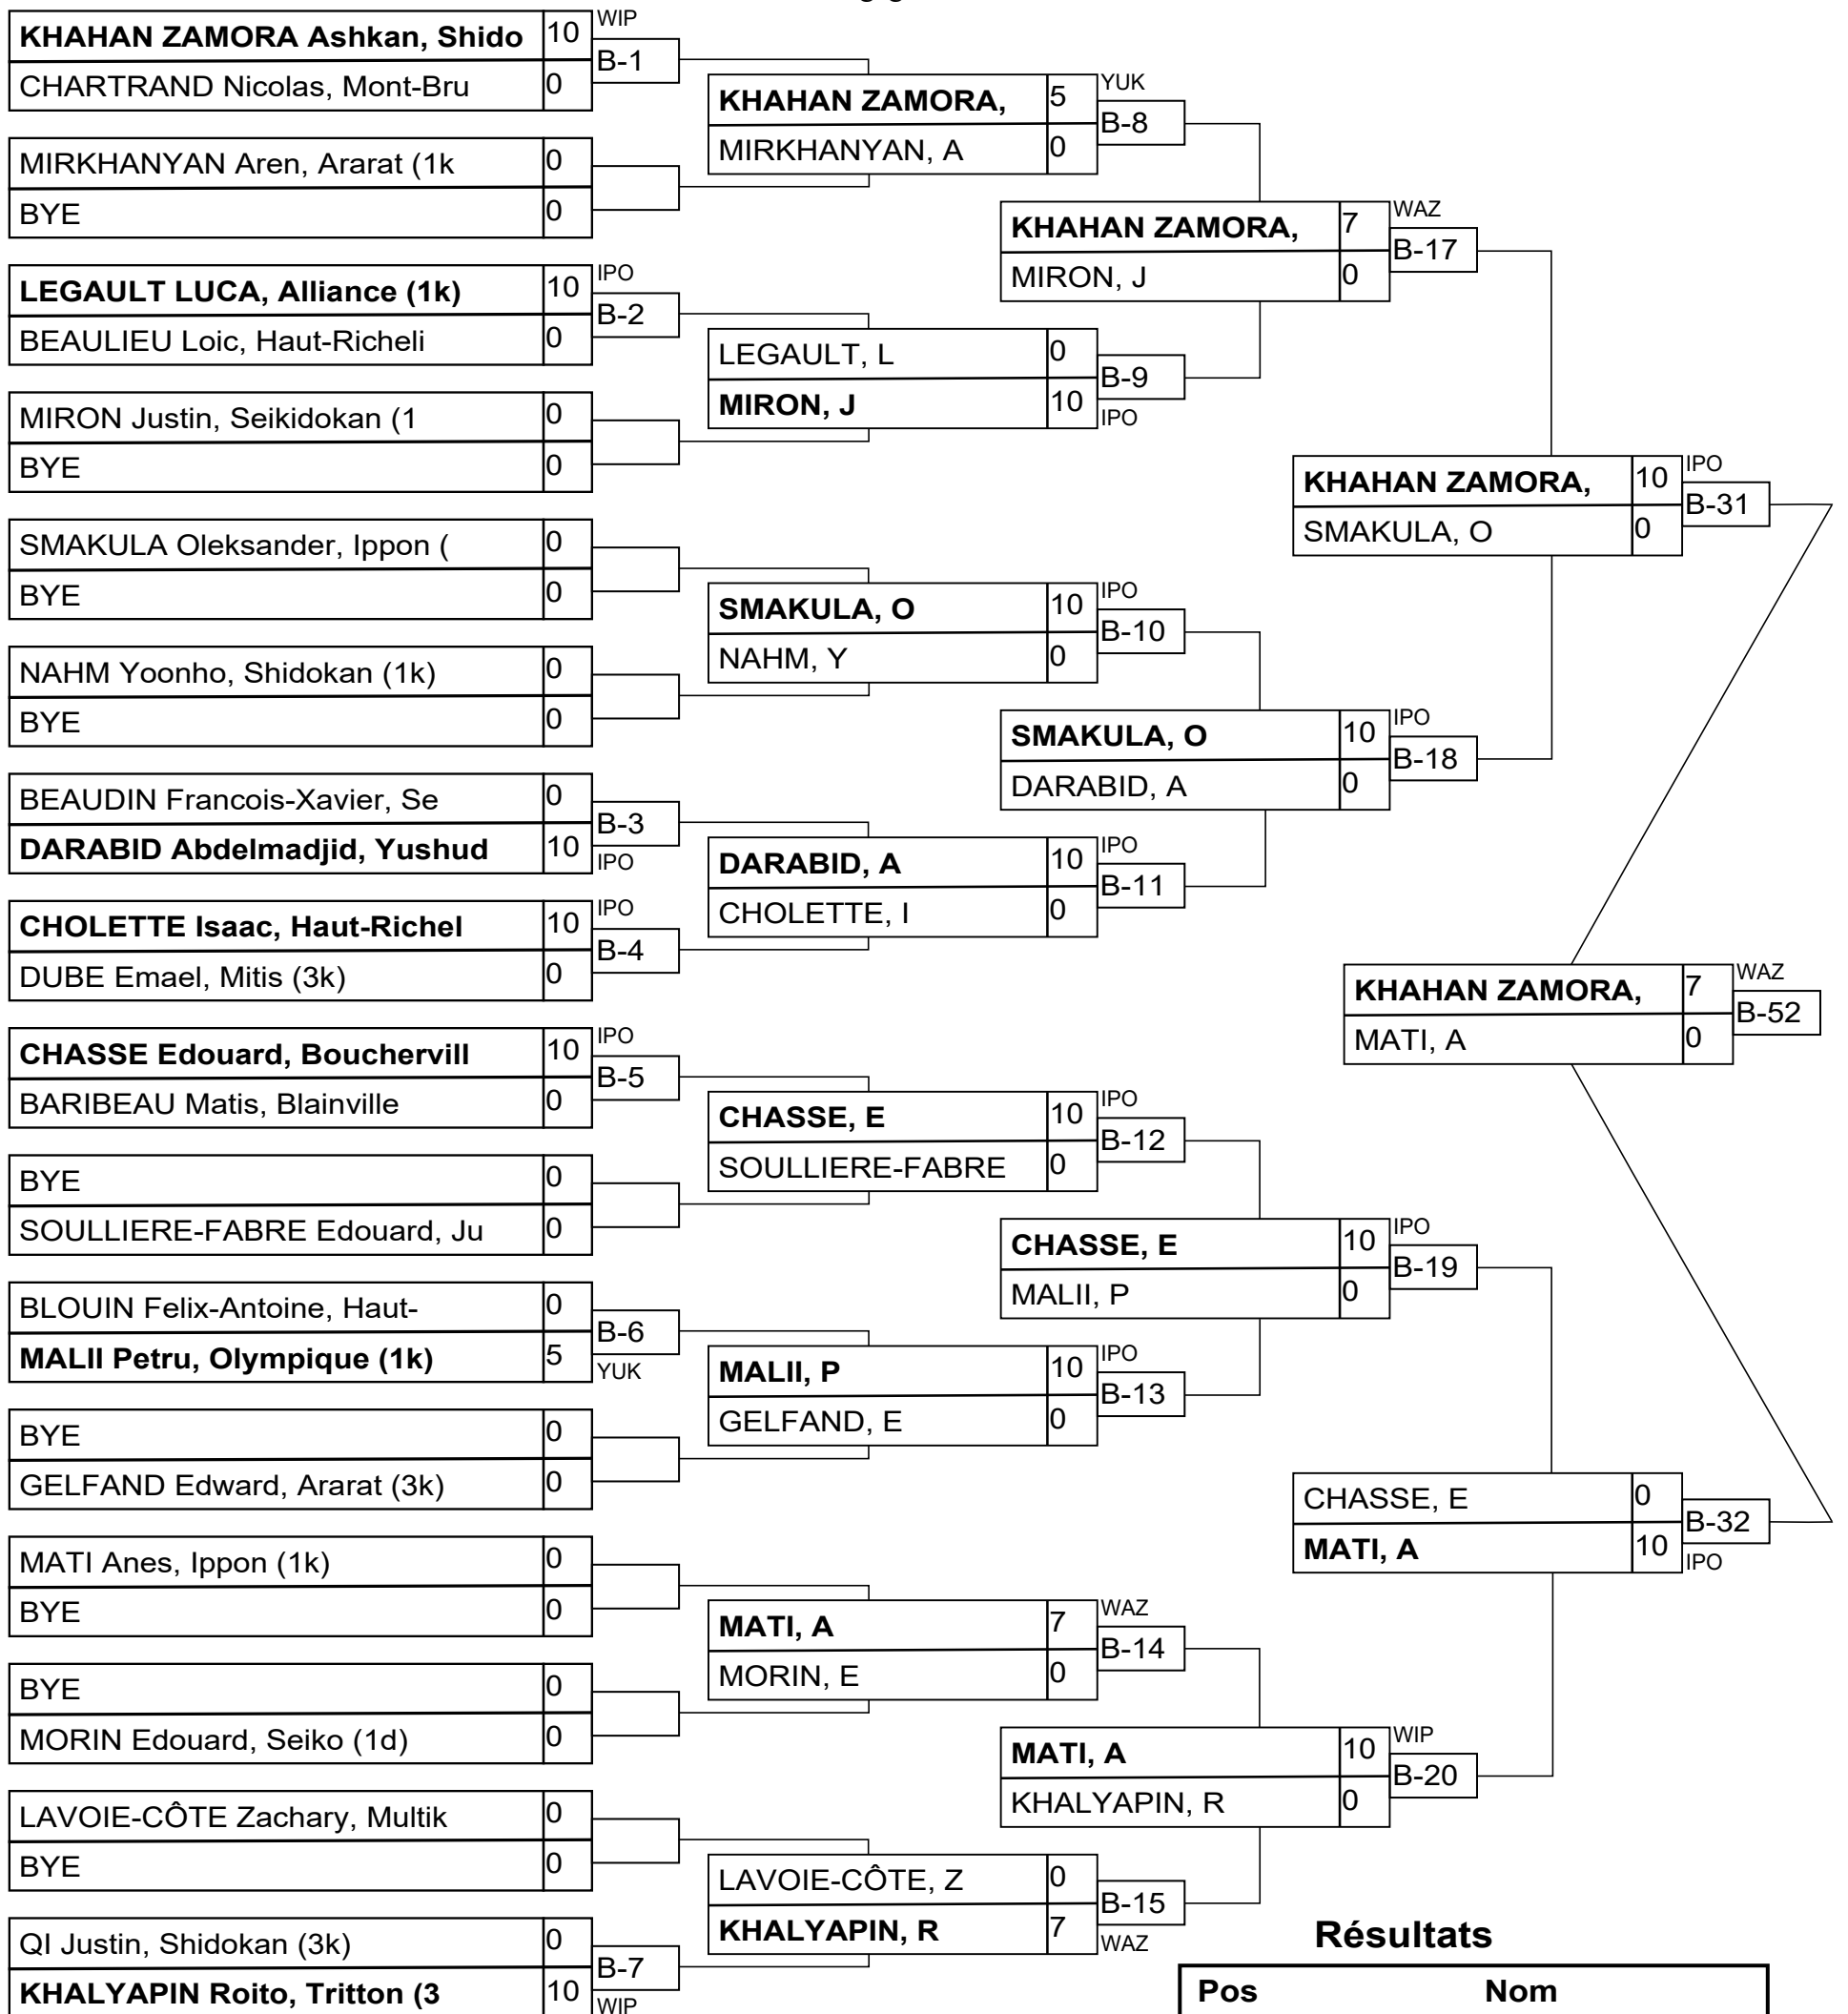 KHAHAN ZAMORA Ashkan, Shido 10 WIP
B-1
CHARTRAND Nicolas, Mont-Bru 0
MIRKHANYAN Aren, Ararat (1k 0
BYE 0
LEGAULT LUCA, Alliance (1k) 10 IPO
B-2
BEAULIEU Loic, Haut-Richeli 0
MIRON Justin, Seikidokan (1 0
BYE 0
SMAKULA Oleksander, Ippon ( 0
BYE 0
NAHM Yoonho, Shidokan (1k) 0
BYE 0
BEAUDIN Francois-Xavier, Se 0
B-3
DARABID Abdelmadjid, Yushud 10 IPO
CHOLETTE Isaac, Haut-Richel 10 IPO
B-4
DUBE Emael, Mitis (3k) 0
CHASSE Edouard, Bouchervill 10 IPO
B-5
BARIBEAU Matis, Blainville 0
BYE 0
SOULLIERE-FABRE Edouard, Ju 0
BLOUIN Felix-Antoine, Haut- 0
B-6
MALII Petru, Olympique (1k) 5 YUK
BYE 0
GELFAND Edward, Ararat (3k) 0
MATI Anes, Ippon (1k) 0
BYE 0
BYE 0
MORIN Edouard, Seiko (1d) 0
LAVOIE-CÔTE Zachary, Multik 0
BYE 0
QI Justin, Shidokan (3k) 0
B-7
KHALYAPIN Roito, Tritton (3 10 WIP
KHAHAN ZAMORA, 5 YUK
B-8
MIRKHANYAN, A 0
LEGAULT, L 0
B-9
MIRON, J 10 IPO
SMAKULA, O 10 IPO
B-10
NAHM, Y 0
DARABID, A 10 IPO
B-11
CHOLETTE, I 0
CHASSE, E 10 IPO
B-12
SOULLIERE-FABRE 0
MALII, P 10 IPO
B-13
GELFAND, E 0
MATI, A 7 WAZ
B-14
MORIN, E 0
LAVOIE-CÔTE, Z 0
B-15
KHALYAPIN, R 7 WAZ
KHAHAN ZAMORA, 7 WAZ
B-17
MIRON, J 0
SMAKULA, O 10 IPO
B-18
DARABID, A 0
CHASSE, E 10 IPO
B-19
MALII, P 0
MATI, A 10 WIP
B-20
KHALYAPIN, R 0
KHAHAN ZAMORA, 10 IPO
B-31
SMAKULA, O 0
CHASSE, E 0
B-32
MATI, A 10 IPO
KHAHAN ZAMORA, 7 WAZ
B-52
MATI, A 0
Résultats
Pos Nom